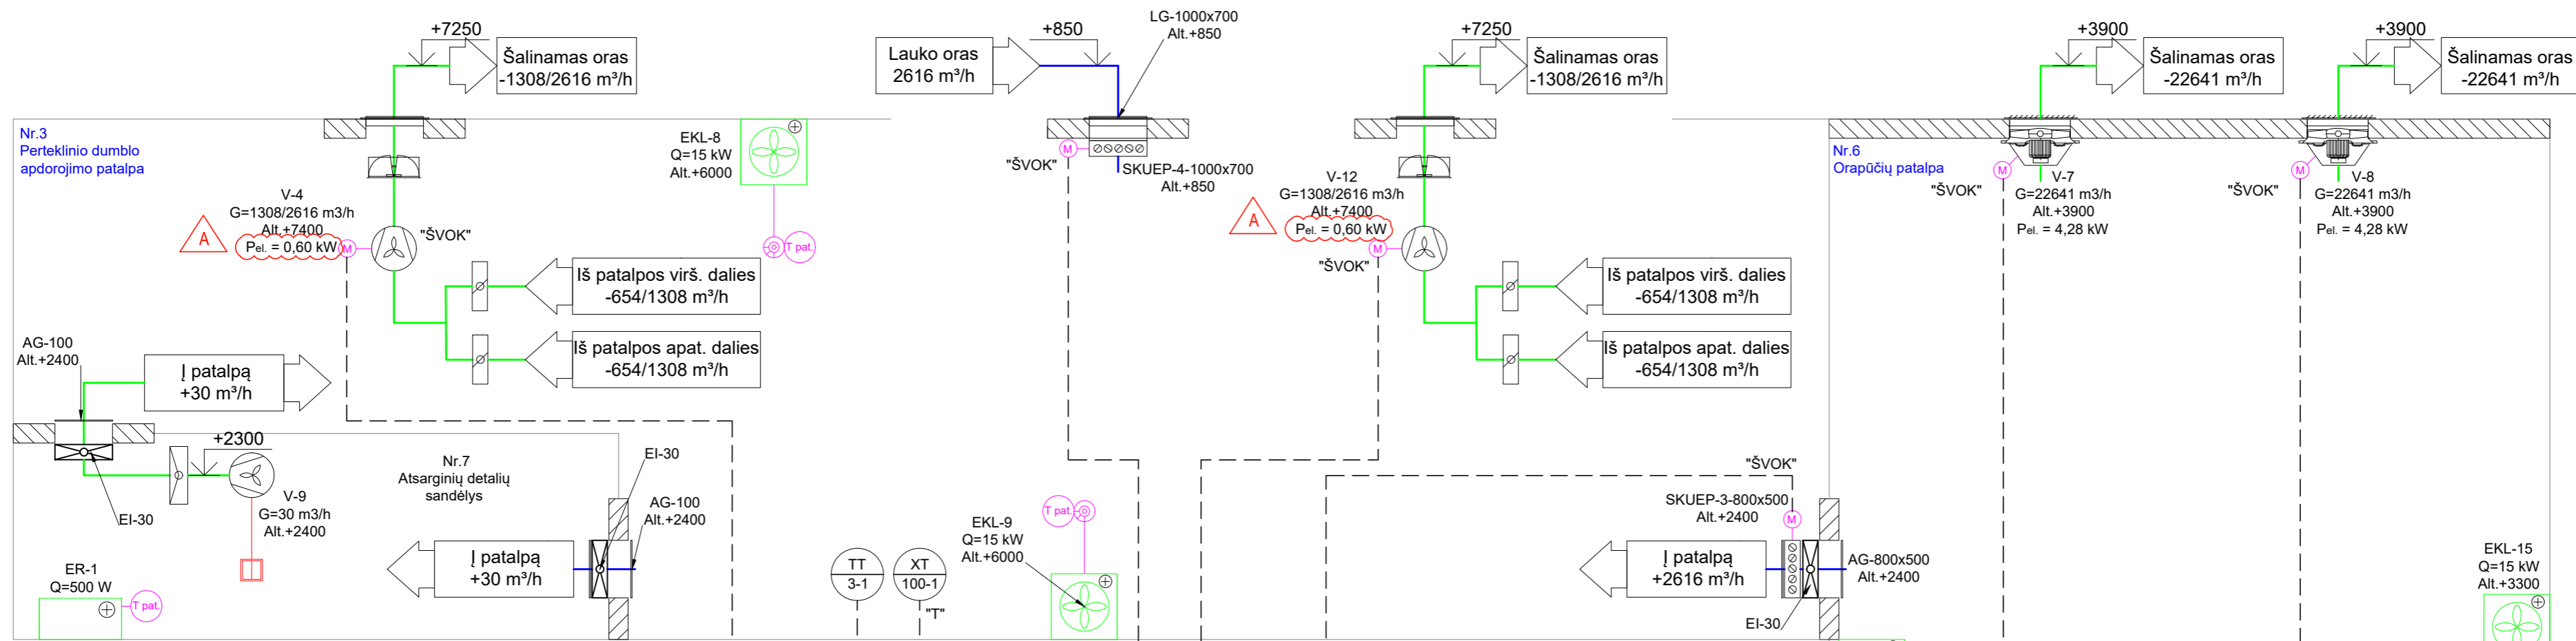 +7250
Šalinamas oras
-1308/2616 m³/h
Lauko oras
2616 m³/h
+850
LG-1000x700
Alt.+850
+7250
Šalinamas oras
-1308/2616 m³/h
+3900
Šalinamas oras
-22641 m³/h
+3900
Šalinamas oras
-22641 m³/h
Nr.3
Perteklinio dumblo
apdorojimo patalpa
EKL-8
Q=15 kW
Alt.+6000
T pat.
V-4
G=1308/2616 m3/h
Alt.+7400
Pel. = 0,60 kW
A
M
"ŠVOK"
Iš patalpos virš. dalies
-654/1308 m³/h
Iš patalpos apat. dalies
-654/1308 m³/h
M
"ŠVOK"
SKUEP-4-1000x700
Alt.+850
V-12
G=1308/2616 m3/h
Alt.+7400
Pel. = 0,60 kW
A
M
"ŠVOK"
Iš patalpos virš. dalies
-654/1308 m³/h
Iš patalpos apat. dalies
-654/1308 m³/h
Nr.6
Orapūčių patalpa
M
"ŠVOK"
V-7
G=22641 m3/h
Alt.+3900
Pel. = 4,28 kW
M
"ŠVOK"
V-8
G=22641 m3/h
Alt.+3900
Pel. = 4,28 kW
AG-100
Alt.+2400
Į patalpą
+30 m³/h
+2300
EI-30
V-9
G=30 m3/h
Alt.+2400
Nr.7
Atsarginių detalių
sandėlys
EI-30
AG-100
Alt.+2400
Į patalpą
+30 m³/h
ER-1
Q=500 W
T pat.
TT
3-1
XT
100-1
"T"
EKL-9
Q=15 kW
Alt.+6000
T pat.
"ŠVOK"
SKUEP-3-800x500
Alt.+2400
M
Į patalpą
+2616 m³/h
AG-800x500
Alt.+2400
EI-30
EKL-15
Q=15 kW
Alt.+3300